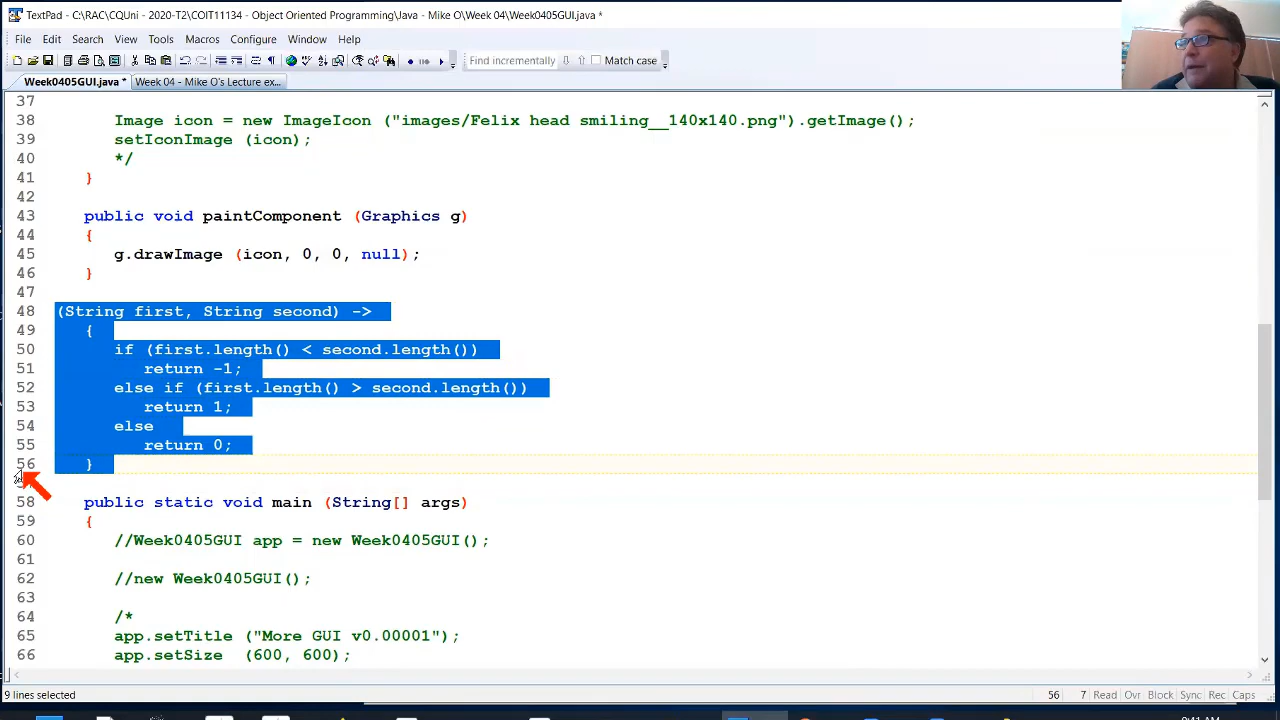 TextPad - C:\RAC\CQUni - 2020-T2\COIT11134 - Object Oriented Programming\Java - Mike O\Week 04\Week0405GUI.java *
File Edit Search View Tools Macros Configure Window Help
Find incrementally Match case
Week0405GUI.java * Week 04 - Mike O's Lecture ex...
37
38 Image icon = new ImageIcon ("images/Felix head smiling__140x140.png").getImage();
39 setIconImage (icon);
40 */
41 }
42
43 public void paintComponent (Graphics g)
44 {
45 g.drawImage (icon, 0, 0, null);
46 }
47
48 (String first, String second) ->
49 {
50 if (first.length() < second.length())
51 return -1;
52 else if (first.length() > second.length())
53 return 1;
54 else
55 return 0;
56 }
58 public static void main (String[] args)
59 {
60 //Week0405GUI app = new Week0405GUI();
61
62 //new Week0405GUI();
63
64 /*
65 app.setTitle ("More GUI v0.00001");
66 app.setSize (600, 600);
9 lines selected 56 7 Read Ovr Block Sync Rec Caps